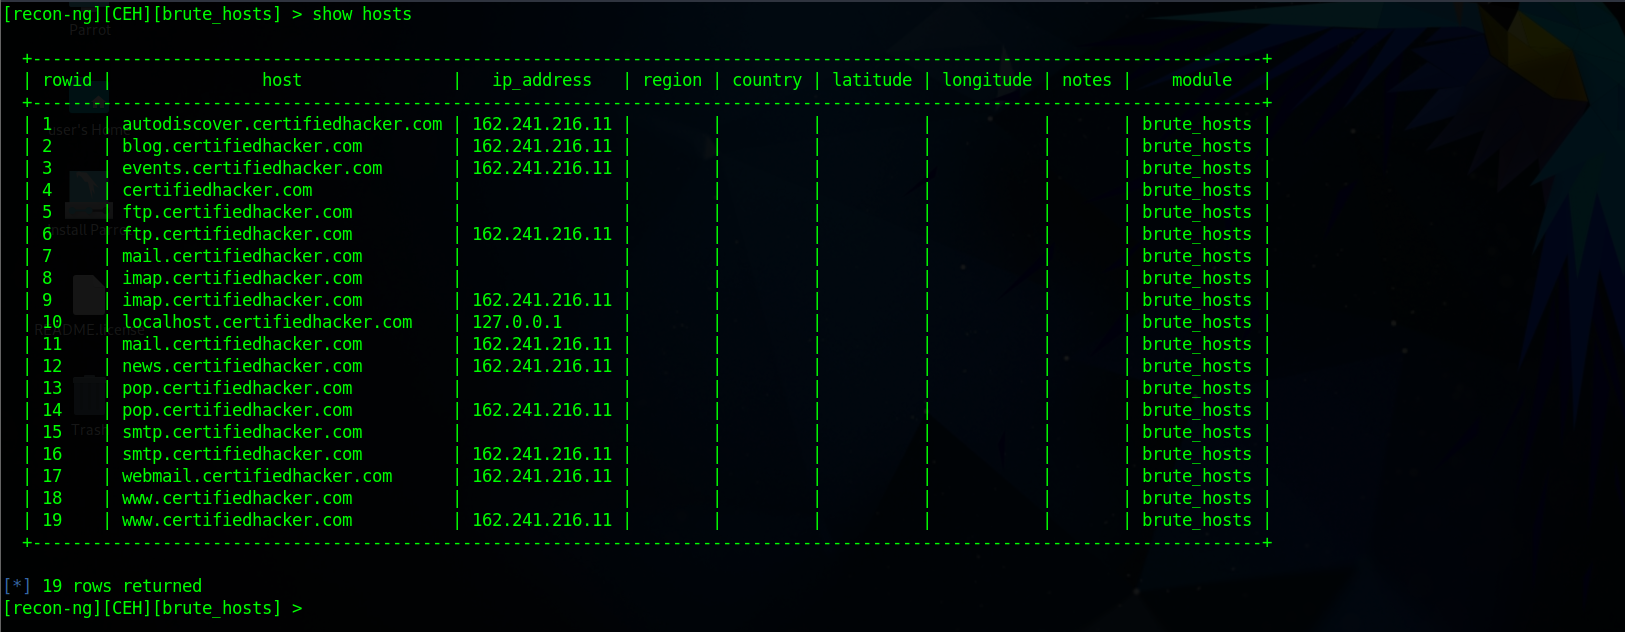 [recon-ng][CEH][brute_hosts] > show hosts
Parrot
+---------------------------------------------------------------------------------------------------------------------------+
| rowid | host | ip_address | region | country | latitude | longitude | notes | module |
+---------------------------------------------------------------------------------------------------------------------------+
| 1 | autodiscover.certifiedhacker.com | 162.241.216.11 | | | | | | brute_hosts |
| 2 | blog.certifiedhacker.com | 162.241.216.11 | | | | | | brute_hosts |
| 3 | events.certifiedhacker.com | 162.241.216.11 | | | | | | brute_hosts |
| 4 | certifiedhacker.com | | | | | | | brute_hosts |
| 5 | ftp.certifiedhacker.com | | | | | | | brute_hosts |
| 6 | ftp.certifiedhacker.com | 162.241.216.11 | | | | | | brute_hosts |
| 7 | mail.certifiedhacker.com | | | | | | | brute_hosts |
| 8 | imap.certifiedhacker.com | | | | | | | brute_hosts |
| 9 | imap.certifiedhacker.com | 162.241.216.11 | | | | | | brute_hosts |
| 10 | localhost.certifiedhacker.com | 127.0.0.1 | | | | | | brute_hosts |
| 11 | mail.certifiedhacker.com | 162.241.216.11 | | | | | | brute_hosts |
| 12 | news.certifiedhacker.com | 162.241.216.11 | | | | | | brute_hosts |
| 13 | pop.certifiedhacker.com | | | | | | | brute_hosts |
| 14 | pop.certifiedhacker.com | 162.241.216.11 | | | | | | brute_hosts |
| 15 | smtp.certifiedhacker.com | | | | | | | brute_hosts |
| 16 | smtp.certifiedhacker.com | 162.241.216.11 | | | | | | brute_hosts |
| 17 | webmail.certifiedhacker.com | 162.241.216.11 | | | | | | brute_hosts |
| 18 | www.certifiedhacker.com | | | | | | | brute_hosts |
| 19 | www.certifiedhacker.com | 162.241.216.11 | | | | | | brute_hosts |
+---------------------------------------------------------------------------------------------------------------------------+
Trash
[*] 19 rows returned
[recon-ng][CEH][brute_hosts] >